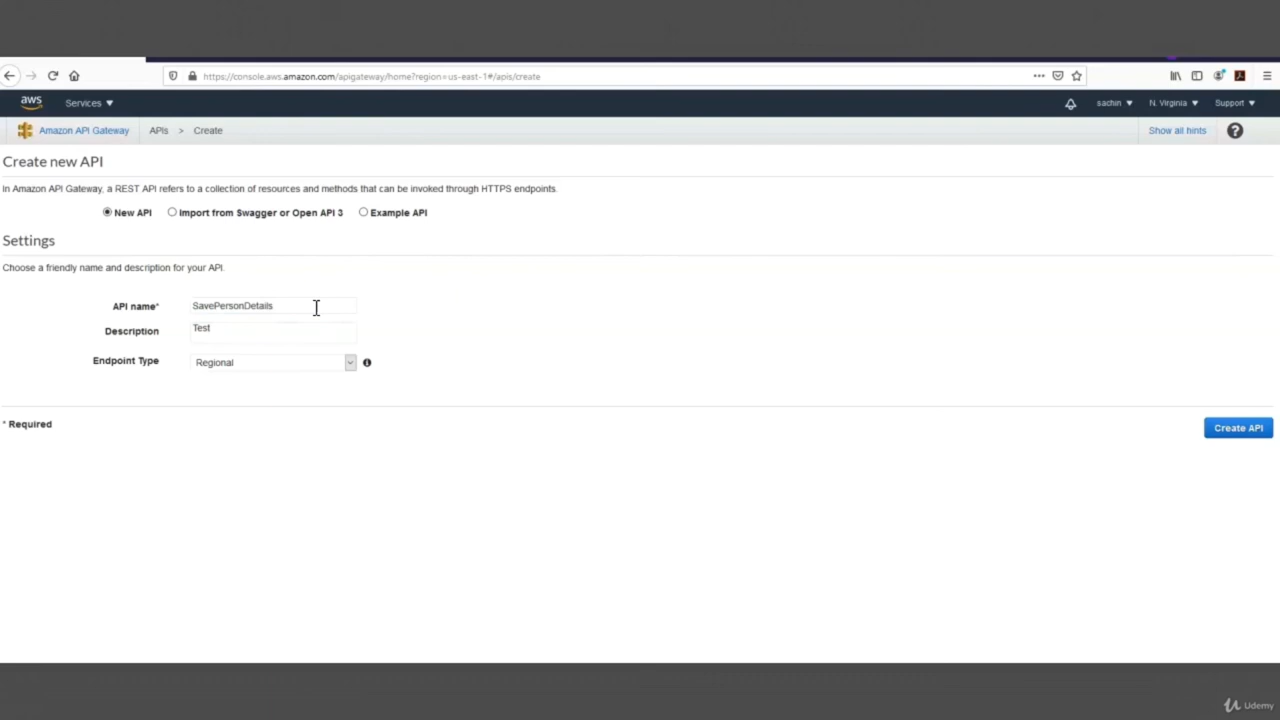 https://console.aws.amazon.com/apigateway/home?region=us-east-1#/apis/create
aws Services sachin N. Virginia Support
Amazon API Gateway APIs > Create Show all hints ?
Create new API
In Amazon API Gateway, a REST API refers to a collection of resources and methods that can be invoked through HTTPS endpoints.
New API Import from Swagger or Open API 3 Example API
Settings
Choose a friendly name and description for your API.
API name* SavePersonDetails
Description Test
Endpoint Type Regional
* Required
Create API
Udemy